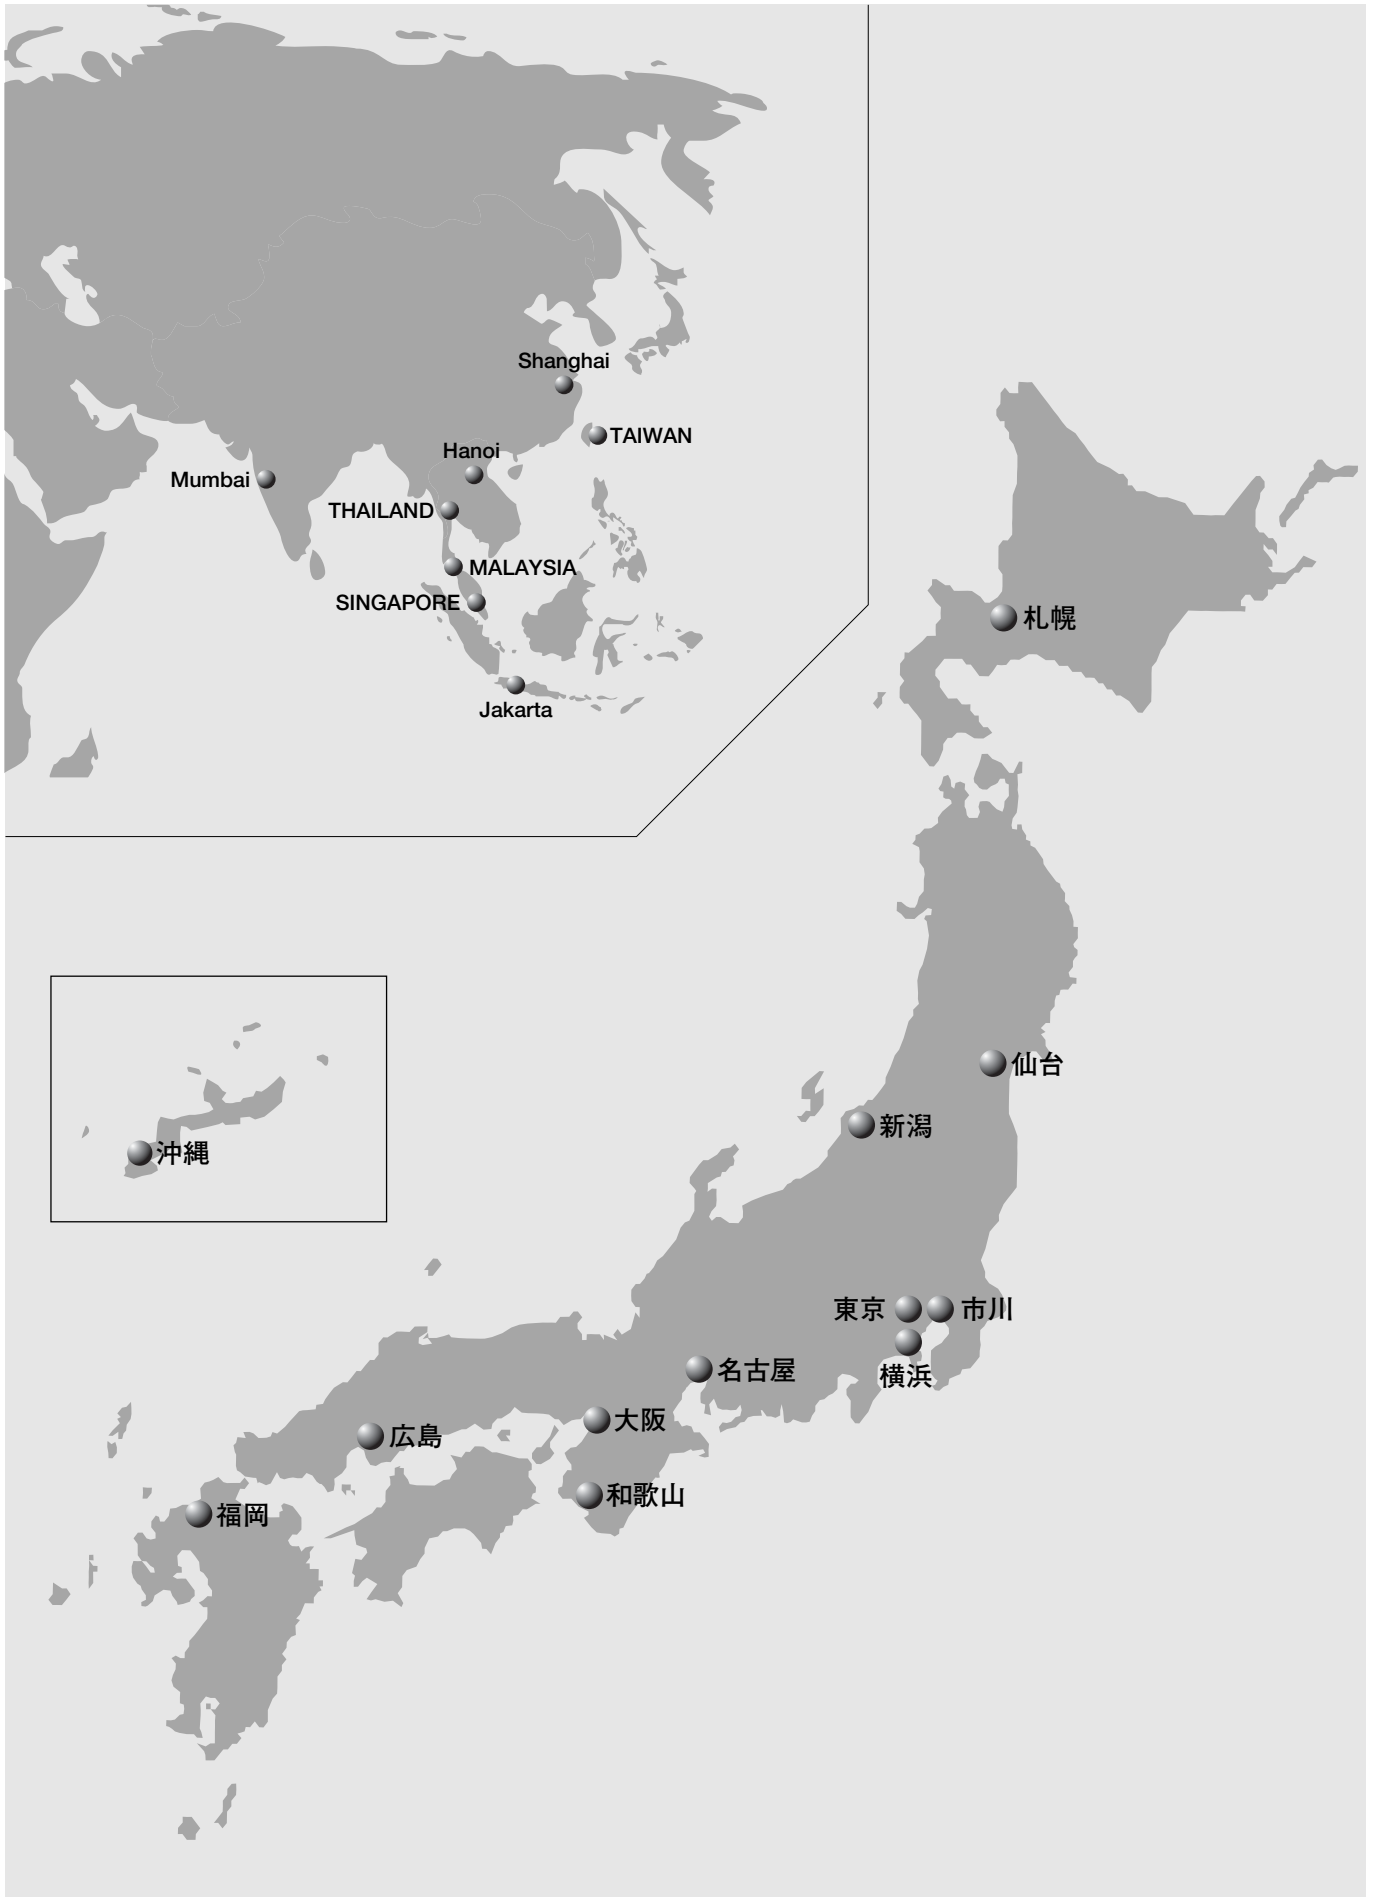 Shanghai
TAIWAN
Hanoi
Mumbai
THAILAND
MALAYSIA
SINGAPORE
Jakarta
札幌
仙台
新潟
沖縄
東京
市川
横浜
名古屋
大阪
広島
和歌山
福岡